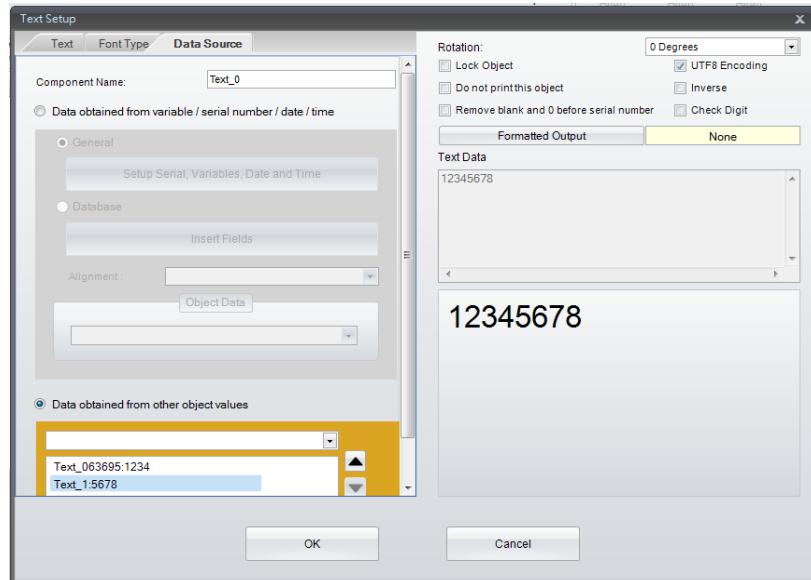 Text Setup
X
Text
Font Type
Data Source
Component Name:
Text_0
Data obtained from variable / serial number / date / time
General
Setup Serial, Variables, Date and Time
Database
Insert Fields
Alignment :
Object Data
Data obtained from other object values
Text_063695:1234
Text_1:5678
Rotation:
0 Degrees
Lock Object
UTF8 Encoding
Do not print this object
Inverse
Remove blank and 0 before serial number
Check Digit
Formatted Output
None
Text Data
12345678
12345678
OK
Cancel